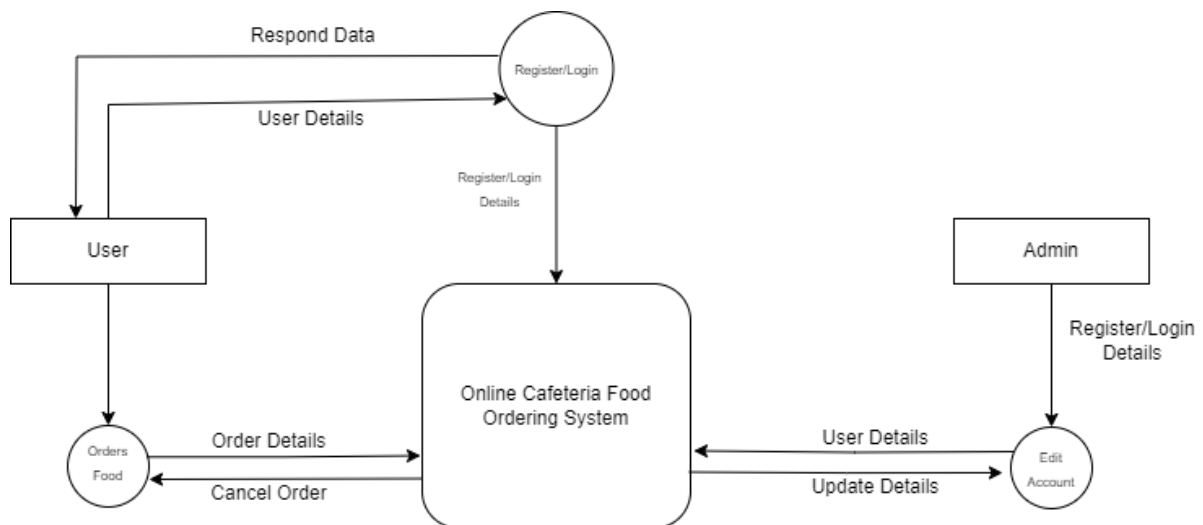 Respond Data
Register/Login
User Details
Register/Login
Details
User
Admin
Register/Login
Details
Online Cafeteria Food
Ordering System
Orders
Food
Order Details
Cancel Order
User Details
Update Details
Edit
Account